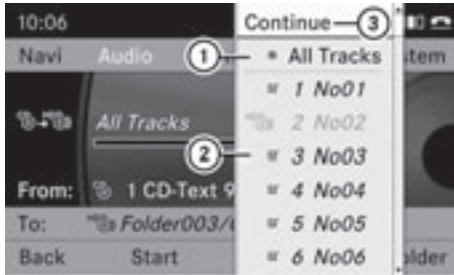 10:06 Continue 3
Navi Audio 1 All Tracks stem
1 No01
All Tracks 2 No02
2 3 No03
From: 1 CD-Text 9 4 No04
To: Folder003/ 5 No05
Back Start 6 No06 older